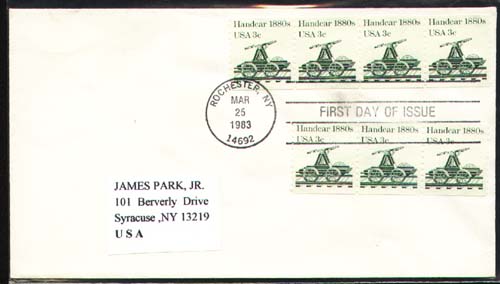 Handcar 1880s Handcar 1880s Handcar 1880s Handcar 1880s
USA 3c USA 3c USA 3c USA 3c
ROCHESTER, NY
MAR
25
1983
14692
FIRST DAY OF ISSUE
Handcar 1880s Handcar 1880s Handcar 1880s
USA 3c USA 3c USA 3c
JAMES PARK, JR.
101 Berverly Drive
Syracuse ,NY 13219
U S A